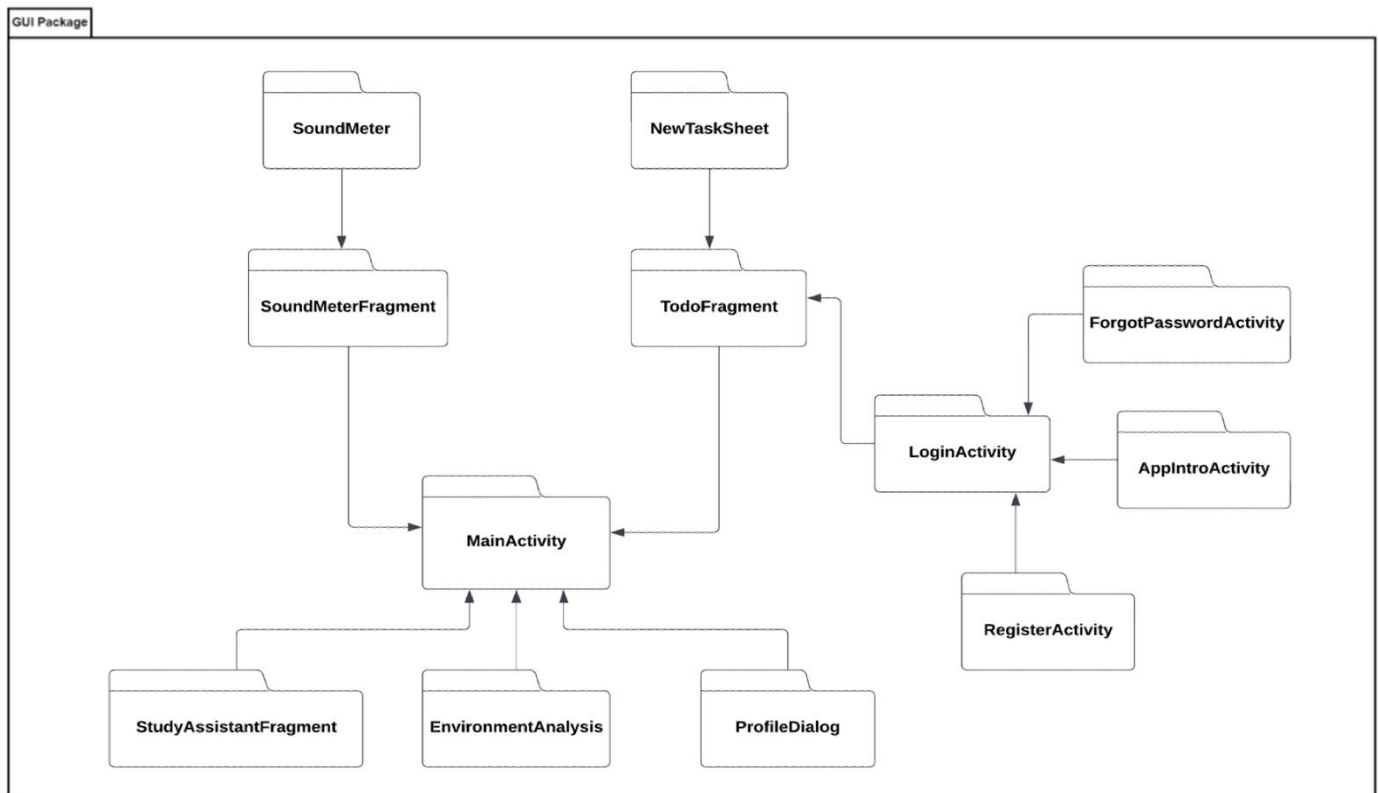 GUI Package
SoundMeter
NewTaskSheet
SoundMeterFragment
TodoFragment
ForgotPasswordActivity
LoginActivity
AppIntroActivity
MainActivity
RegisterActivity
StudyAssistantFragment
EnvironmentAnalysis
ProfileDialog